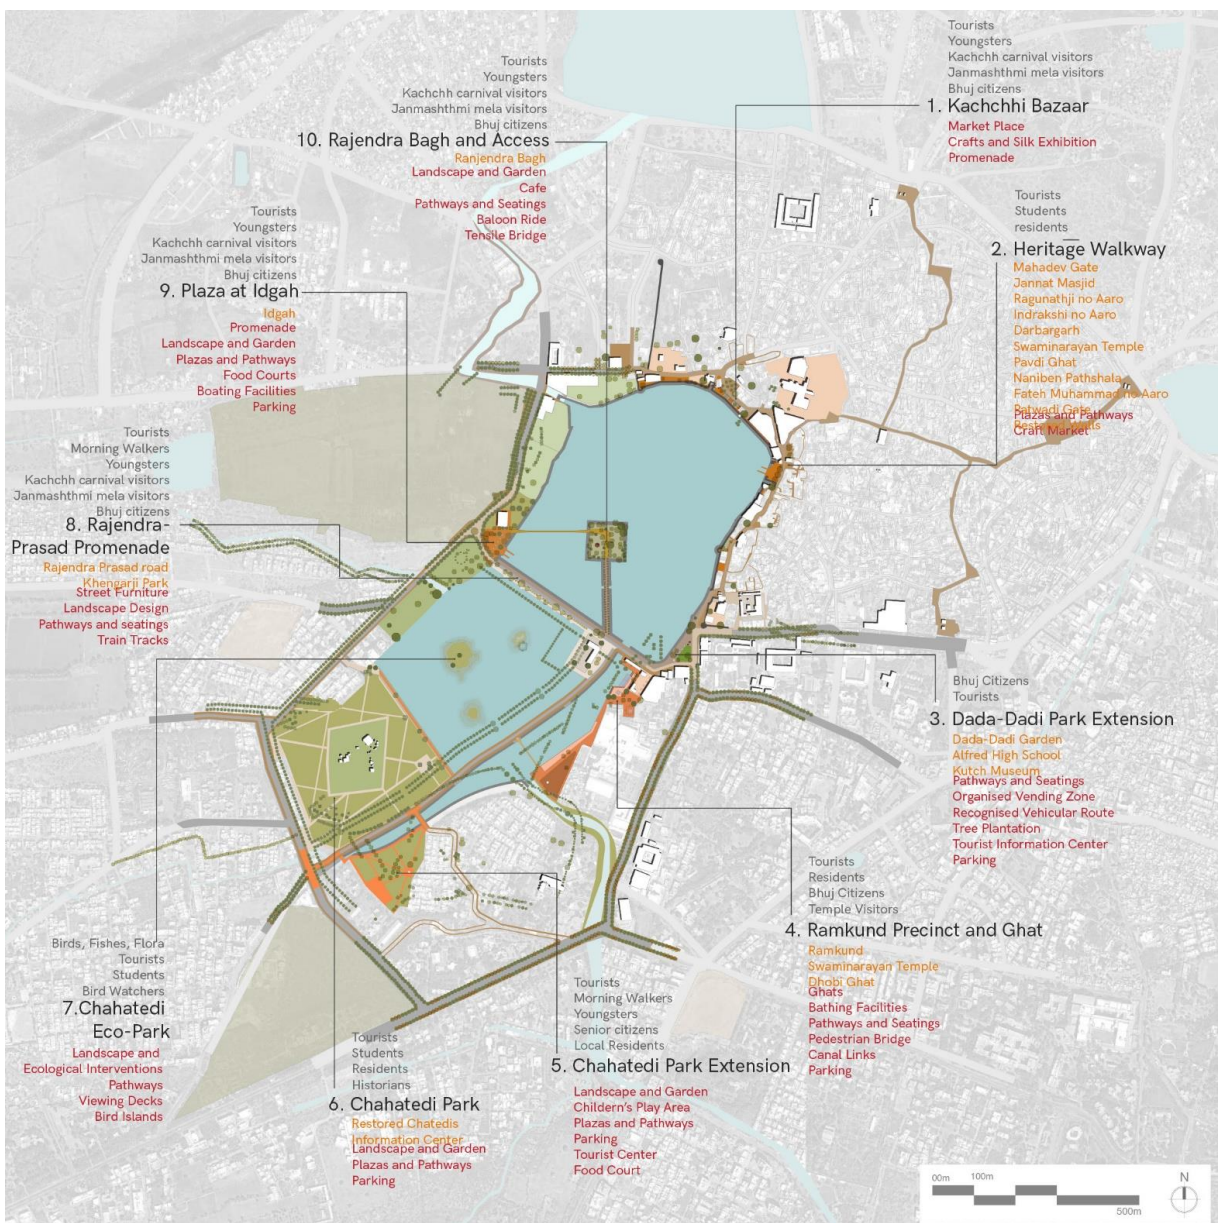 Tourists
Youngsters
Kachchh carnival visitors
Janmashthmi mela visitors
Bhuj citizens
1. Kachchhi Bazaar
Market Place
Crafts and Silk Exhibition
Promenade
Tourists
Youngsters
Kachchh carnival visitors
Janmashthmi mela visitors
Bhuj citizens
10. Rajendra Bagh and Access
Ranjendra Bagh
Landscape and Garden
Cafe
Pathways and Seatings
Baloon Ride
Tensile Bridge
Tourists
Students
residents
2. Heritage Walkway
Mahadev Gate
Jannat Masjid
Ragunathji no Aaro
Indrakshi no Aaro
Darbargarh
Swaminarayan Temple
Pavdi Ghat
Naniben Pathshala
Fateh Muhammad no Aaro
Patwadi Gate
Plazas and Pathways
Craft Market
Tourists
Youngsters
Kachchh carnival visitors
Janmashthmi mela visitors
Bhuj citizens
9. Plaza at Idgah
Idgah
Promenade
Landscape and Garden
Plazas and Pathways
Food Courts
Boating Facilities
Parking
Tourists
Morning Walkers
Youngsters
Kachchh carnival visitors
Janmashthmi mela visitors
Bhuj citizens
8. Rajendra-
Prasad Promenade
Rajendra Prasad road
Khengarji Park
Street Furniture
Landscape Design
Pathways and seatings
Train Tracks
Bhuj Citizens
Tourists
3. Dada-Dadi Park Extension
Dada-Dadi Garden
Alfred High School
Kutch Museum
Pathways and Seatings
Organised Vending Zone
Recognised Vehicular Route
Tree Plantation
Tourist Information Center
Parking
Tourists
Residents
Bhuj Citizens
Temple Visitors
4. Ramkund Precinct and Ghat
Ramkund
Swaminarayan Temple
Dhobi Ghat
Ghats
Bathing Facilities
Pathways and Seatings
Pedestrian Bridge
Canal Links
Parking
Birds, Fishes, Flora
Tourists
Students
Bird Watchers
7.Chahatedi
Eco-Park
Landscape and
Ecological Interventions
Pathways
Viewing Decks
Bird Islands
Tourists
Students
Residents
Historians
6. Chahatedi Park
Restored Chatedis
Information Center
Landscape and Garden
Plazas and Pathways
Parking
Tourists
Morning Walkers
Youngsters
Senior citizens
Local Residents
5. Chahatedi Park Extension
Landscape and Garden
Childern's Play Area
Plazas and Pathways
Parking
Tourist Center
Food Court
00m 100m
500m
N